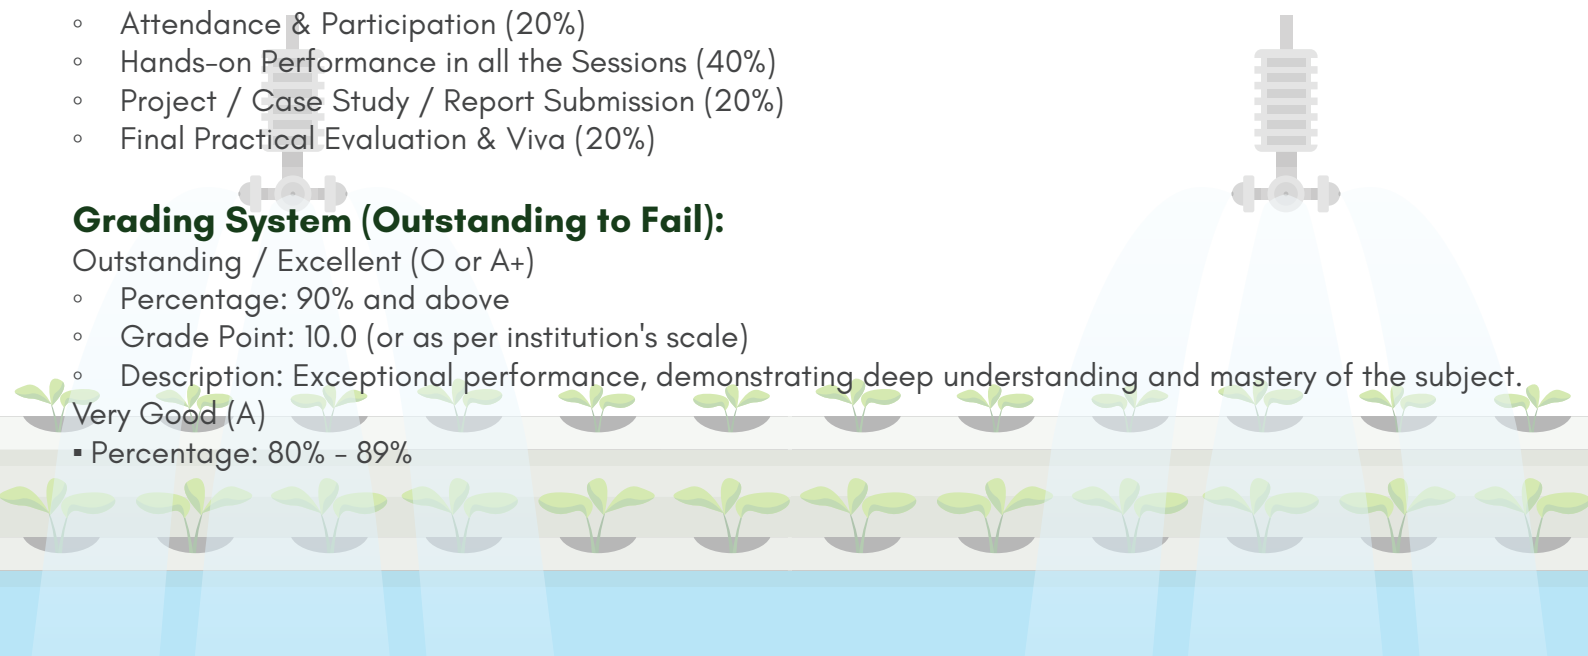 ◦ Attendance & Participation (20%)
◦ Hands-on Performance in all the Sessions (40%)
◦ Project / Case Study / Report Submission (20%)
◦ Final Practical Evaluation & Viva (20%)
Grading System (Outstanding to Fail):
Outstanding / Excellent (O or A+)
◦ Percentage: 90% and above
◦ Grade Point: 10.0 (or as per institution's scale)
◦ Description: Exceptional performance, demonstrating deep understanding and mastery of the subject.
Very Good (A)
▪ Percentage: 80% - 89%